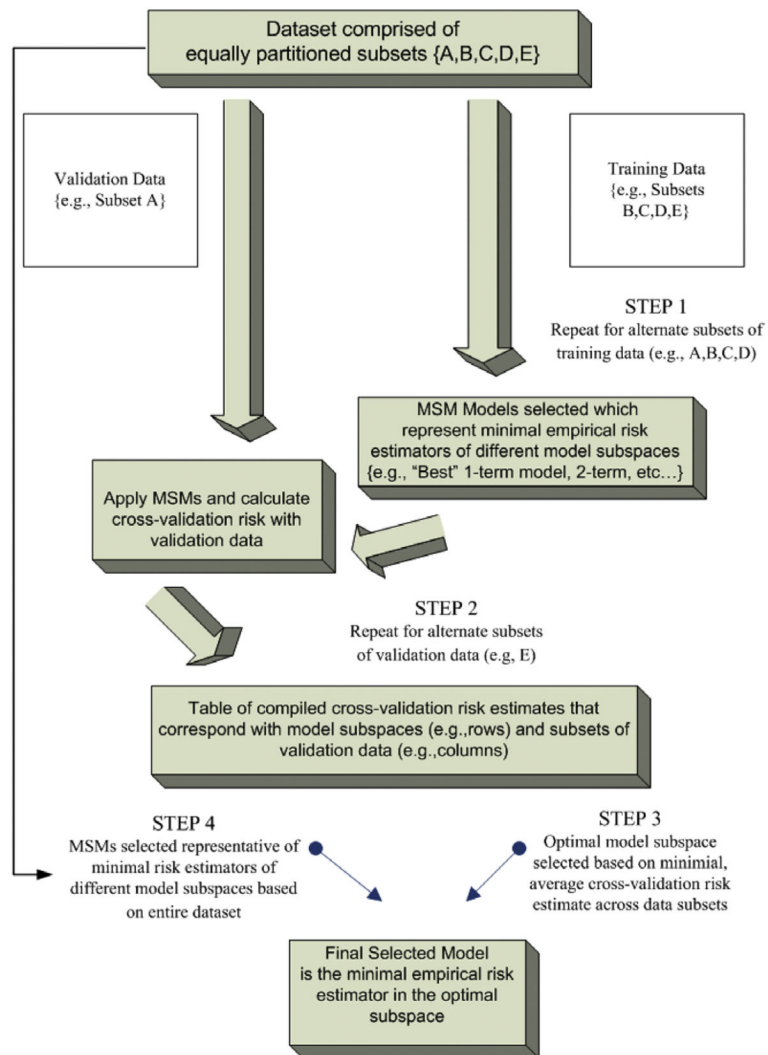 Dataset comprised of
equally partitioned subsets {A,B,C,D,E}
Validation Data
{e.g., Subset A}
Training Data
{e.g., Subsets
B,C,D,E}
STEP 1
Repeat for alternate subsets of
training data (e.g., A,B,C,D)
MSM Models selected which
represent minimal empirical risk
estimators of different model subspaces
{e.g., “Best” 1-term model, 2-term, etc…}
Apply MSMs and calculate
cross-validation risk with
validation data
STEP 2
Repeat for alternate subsets
of validation data (e.g, E)
Table of compiled cross-validation risk estimates that
correspond with model subspaces (e.g.,rows) and subsets of
validation data (e.g.,columns)
STEP 4
MSMs selected representative of
minimal risk estimators of
different model subspaces based
on entire dataset
STEP 3
Optimal model subspace
selected based on minimial,
average cross-validation risk
estimate across data subsets
Final Selected Model
is the minimal empirical risk
estimator in the optimal
subspace